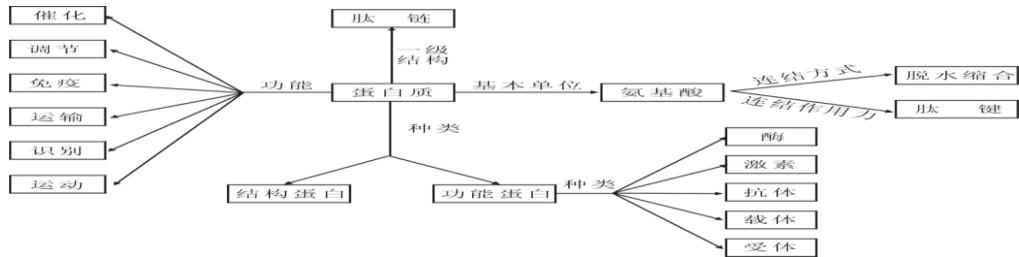 催化
肽 链
调节
一级
结构
连结方式
脱水缩合
免疫
功能
蛋白质
基本单位
氨基酸
连结作用力
肽 键
运输
种类
酶
识别
激素
运动
结构蛋白
功能蛋白
种类
抗体
载体
受体